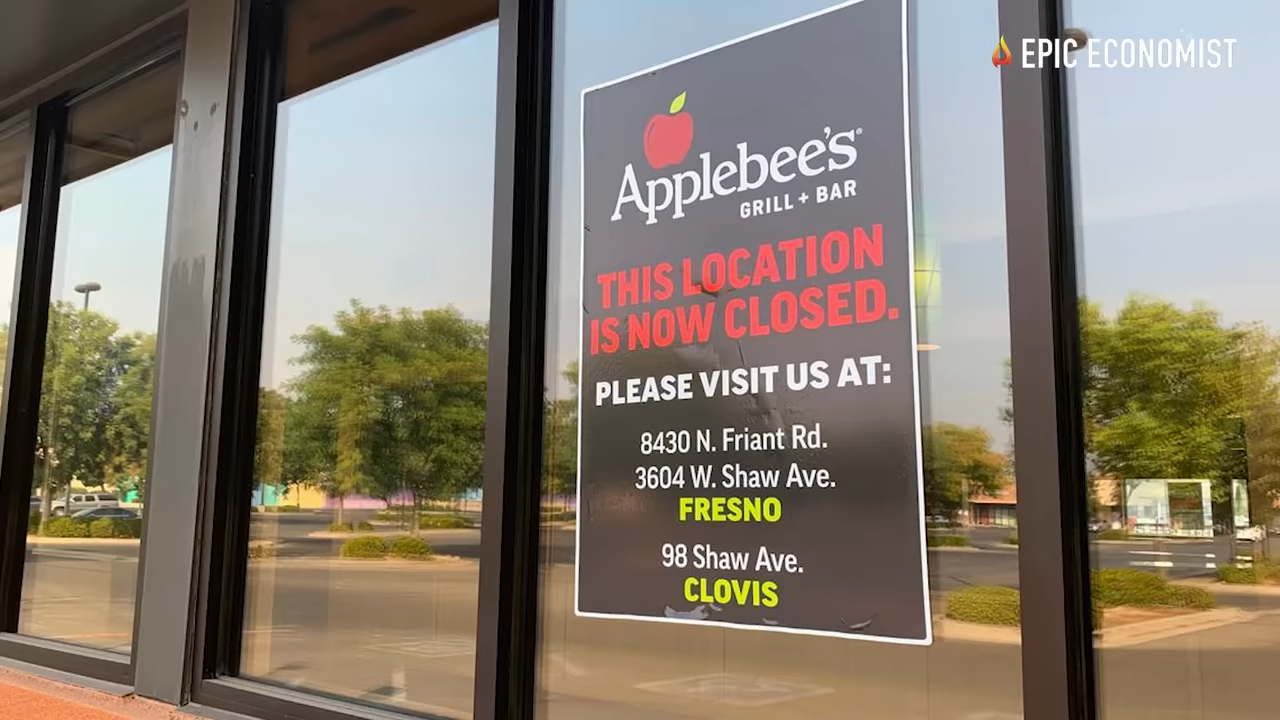 EPIC ECONOMIST
Applebee's®
GRILL + BAR
THIS LOCATION
IS NOW CLOSED.
PLEASE VISIT US AT:
8430 N. Friant Rd.
3604 W. Shaw Ave.
FRESNO
98 Shaw Ave.
CLOVIS